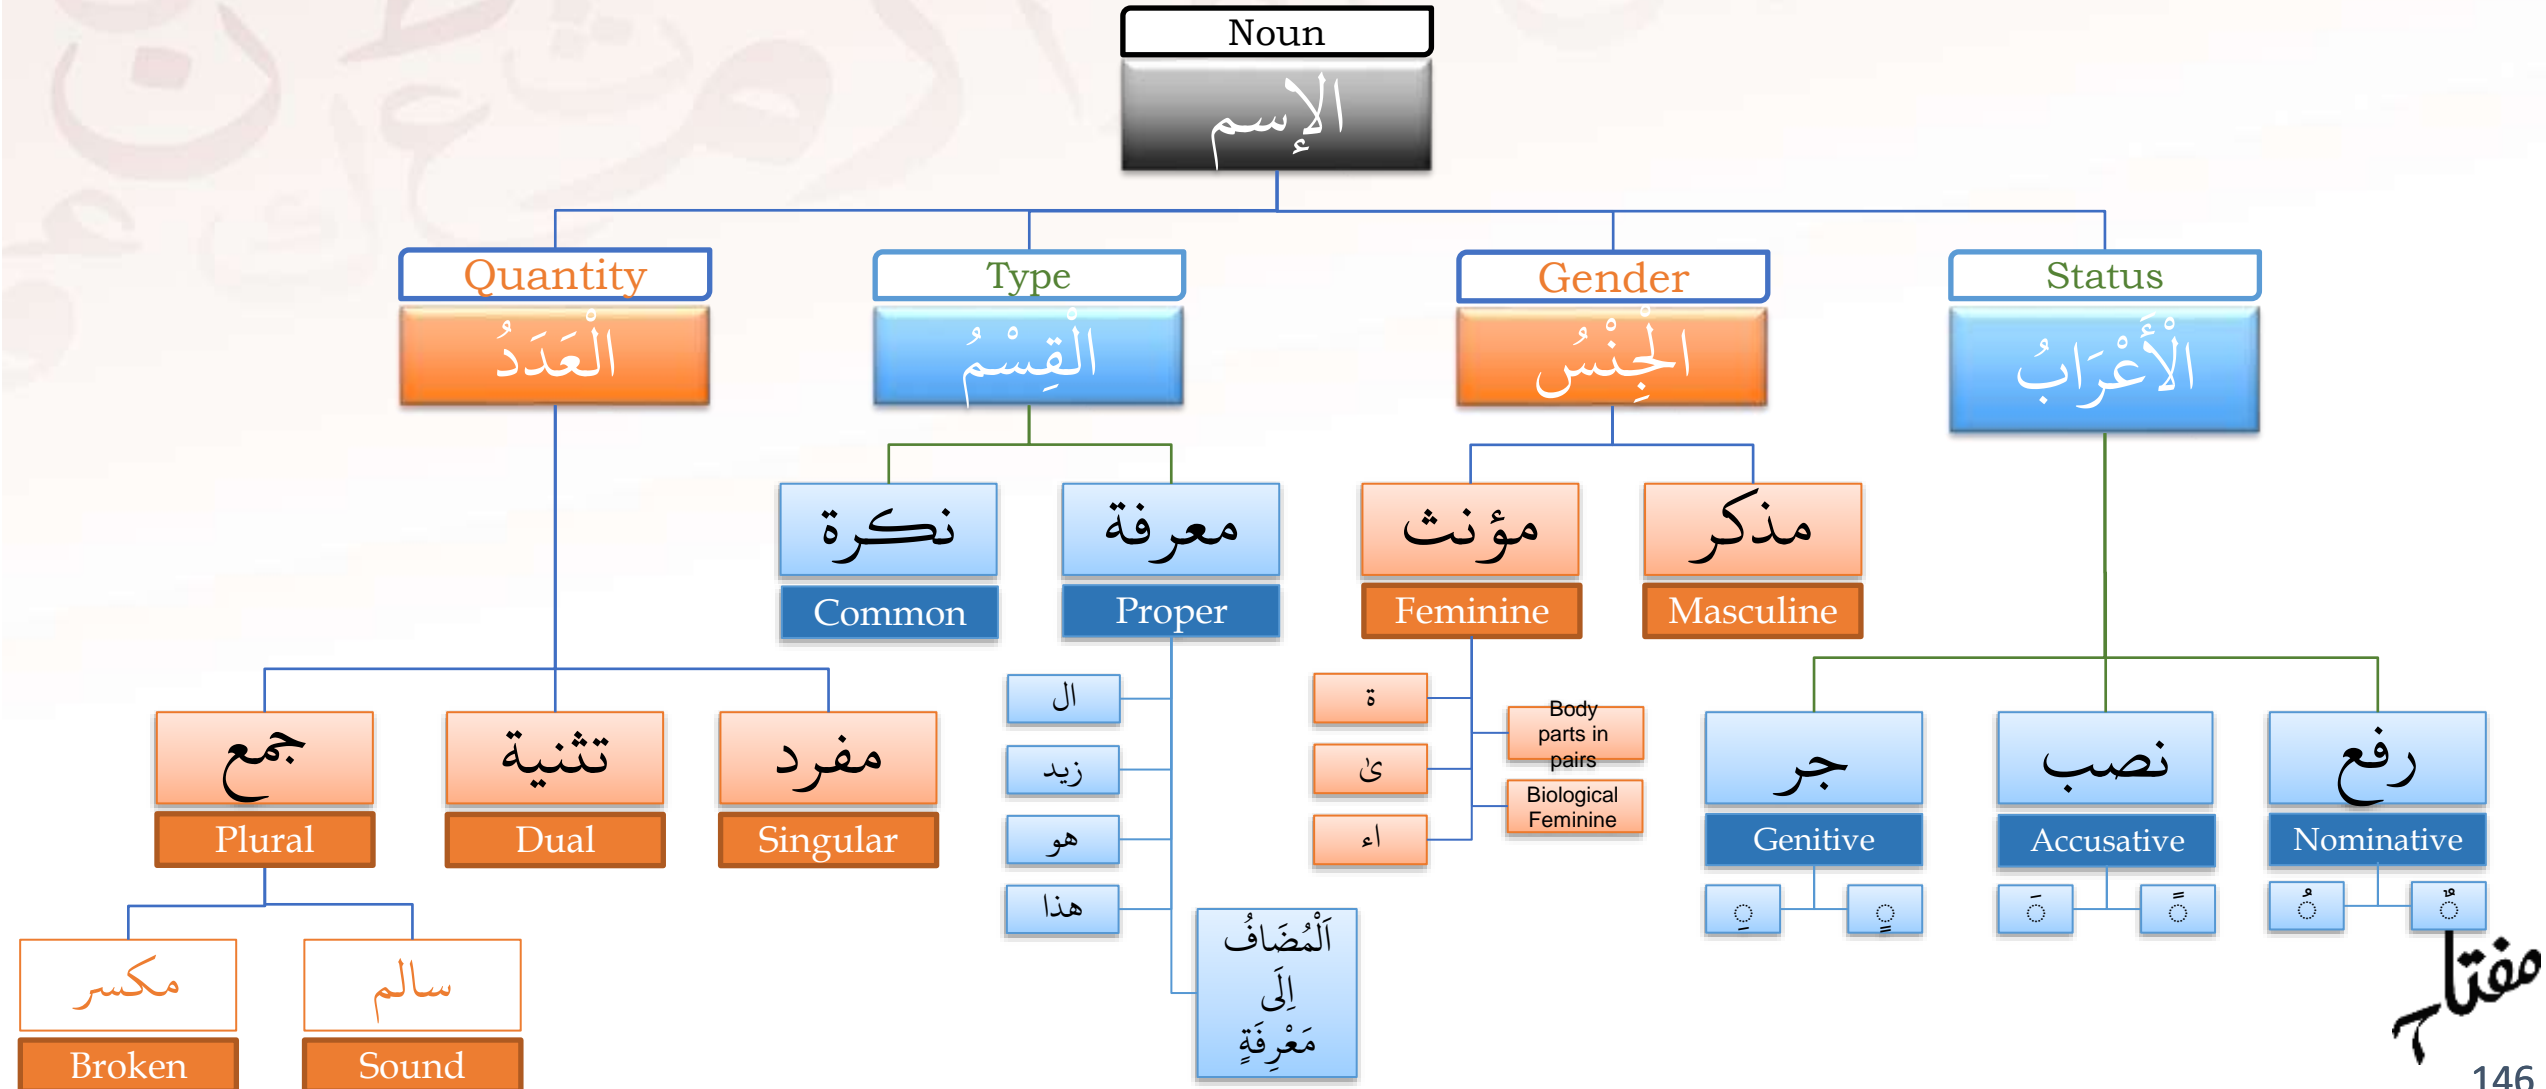 Noun
الإسم
Quantity
الْعَدَدُ
Type
الْقِسْمُ
Gender
الْجِنْسُ
Status
الْأَعْرَابُ
نكرة
Common
معرفة
Proper
مؤنث
Feminine
مذكر
Masculine
ال
زيد
هو
هذا
اَلْمُضَافُ
اِلَى
مَعْرِفَةٍ
ة
ىٰ
اء
Body
parts in
pairs
Biological
Feminine
جمع
Plural
تثنية
Dual
مفرد
Singular
جر
Genitive
نصب
Accusative
رفع
Nominative
◌ِ
◌ٍ
◌َ
◌ً
◌ُ
◌ٌ
مكسر
Broken
سالم
Sound
مفتاح
146